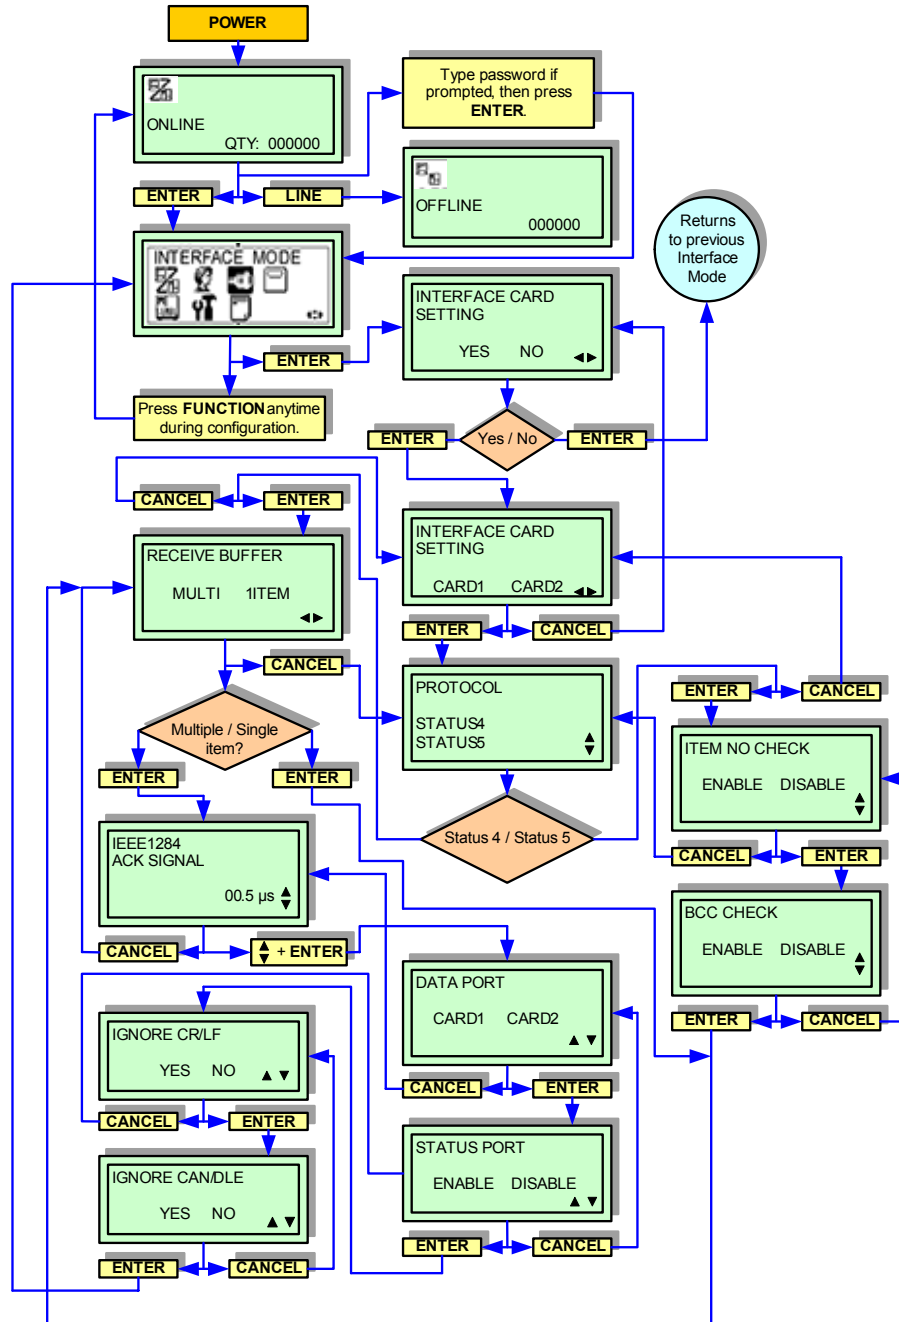 POWER
ONLINE
QTY: 000000
Type password if
prompted, then press
ENTER.
ENTER
LINE
OFFLINE
000000
INTERFACE MODE
Returns
to previous
Interface
Mode
ENTER
INTERFACE CARD
SETTING
YES NO
Press FUNCTION anytime
during configuration.
ENTER
Yes / No
ENTER
CANCEL
ENTER
INTERFACE CARD
SETTING
CARD1 CARD2
RECEIVE BUFFER
MULTI 1ITEM
ENTER
CANCEL
CANCEL
PROTOCOL
STATUS4
STATUS5
ENTER
CANCEL
Multiple / Single
item?
ITEM NO CHECK
ENABLE DISABLE
ENTER
ENTER
Status 4 / Status 5
CANCEL
ENTER
IEEE1284
ACK SIGNAL
00.5 µs
BCC CHECK
ENABLE DISABLE
CANCEL
+ ENTER
DATA PORT
CARD1 CARD2
ENTER
CANCEL
IGNORE CR/LF
YES NO
CANCEL
ENTER
CANCEL
ENTER
STATUS PORT
ENABLE DISABLE
IGNORE CAN/DLE
YES NO
ENTER
CANCEL
ENTER
CANCEL